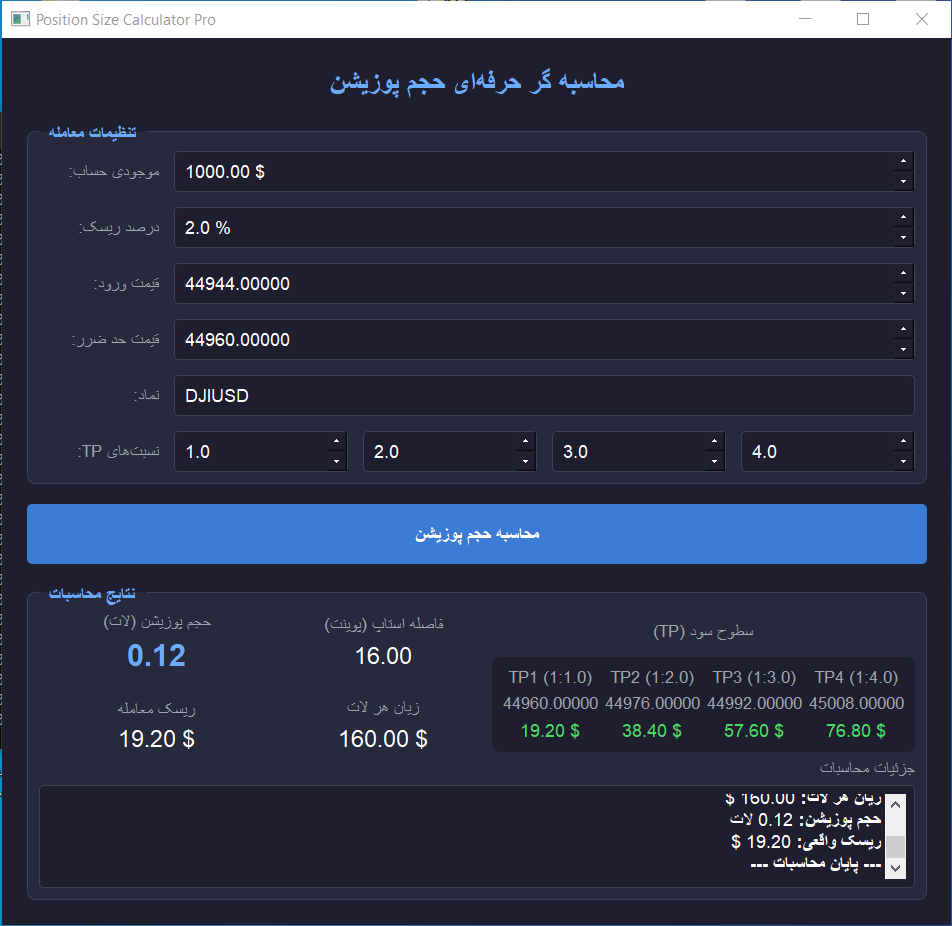 Position Size Calculator Pro
محاسبه گر حرفه‌ای حجم پوزیشن
تنظیمات معامله
موجودی حساب:
1000.00 $
درصد ریسک:
2.0 %
قیمت ورود:
44944.00000
قیمت حد ضرر:
44960.00000
نماد:
DJIUSD
نسبت‌های TP:
1.0 2.0 3.0 4.0
محاسبه حجم پوزیشن
نتایج محاسبات
حجم پوزیشن (لات)
0.12
فاصله استاپ (پوینت)
16.00
ریسک معامله
19.20 $
زیان هر لات
160.00 $
سطوح سود (TP)
TP1 (1:1.0) TP2 (1:2.0) TP3 (1:3.0) TP4 (1:4.0)
44960.00000 44976.00000 44992.00000 45008.00000
19.20 $ 38.40 $ 57.60 $ 76.80 $
جزئیات محاسبات
زیان هر لات: 160.00 $
حجم پوزیشن: 0.12 لات
ریسک واقعی: 19.20 $
--- پایان محاسبات ---